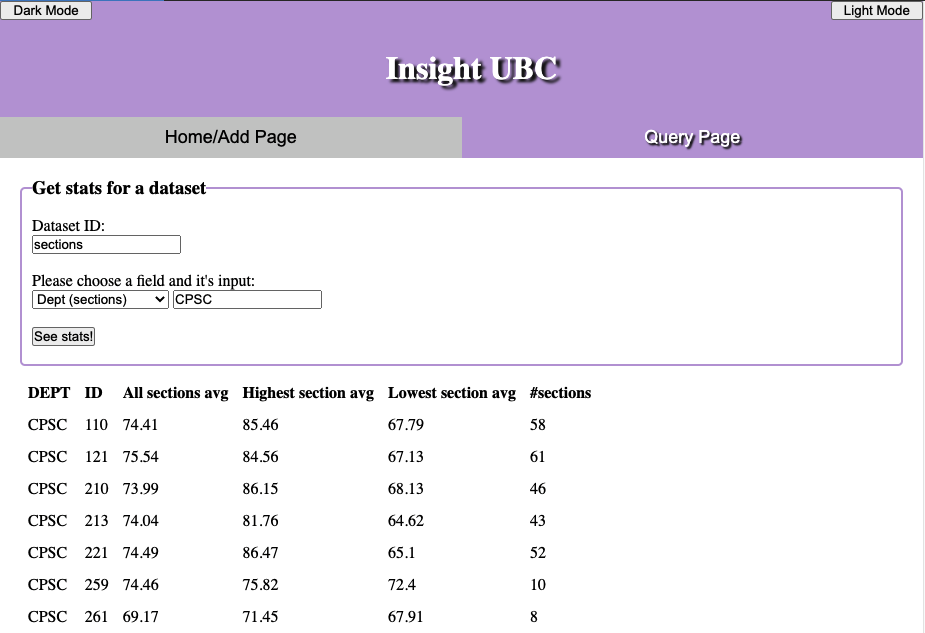 Dark Mode Light Mode
Insight UBC
Home/Add Page Query Page
Get stats for a dataset
Dataset ID:
sections
Please choose a field and it's input:
Dept (sections) CPSC
See stats!
DEPT ID All sections avg Highest section avg Lowest section avg #sections
CPSC 110 74.41 85.46 67.79 58
CPSC 121 75.54 84.56 67.13 61
CPSC 210 73.99 86.15 68.13 46
CPSC 213 74.04 81.76 64.62 43
CPSC 221 74.49 86.47 65.1 52
CPSC 259 74.46 75.82 72.4 10
CPSC 261 69.17 71.45 67.91 8